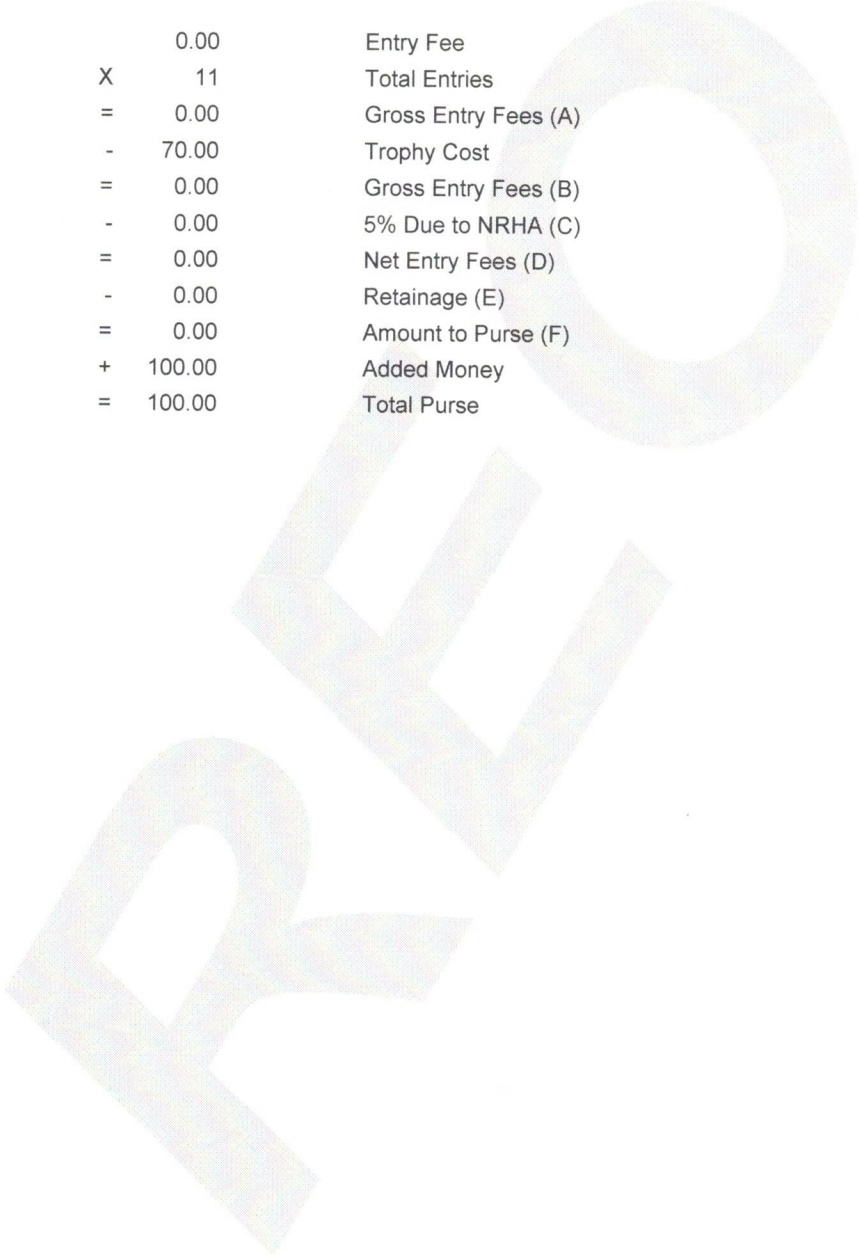 0.00 Entry Fee
X 11 Total Entries
= 0.00 Gross Entry Fees (A)
- 70.00 Trophy Cost
= 0.00 Gross Entry Fees (B)
- 0.00 5% Due to NRHA (C)
= 0.00 Net Entry Fees (D)
- 0.00 Retainage (E)
= 0.00 Amount to Purse (F)
+ 100.00 Added Money
= 100.00 Total Purse
REO